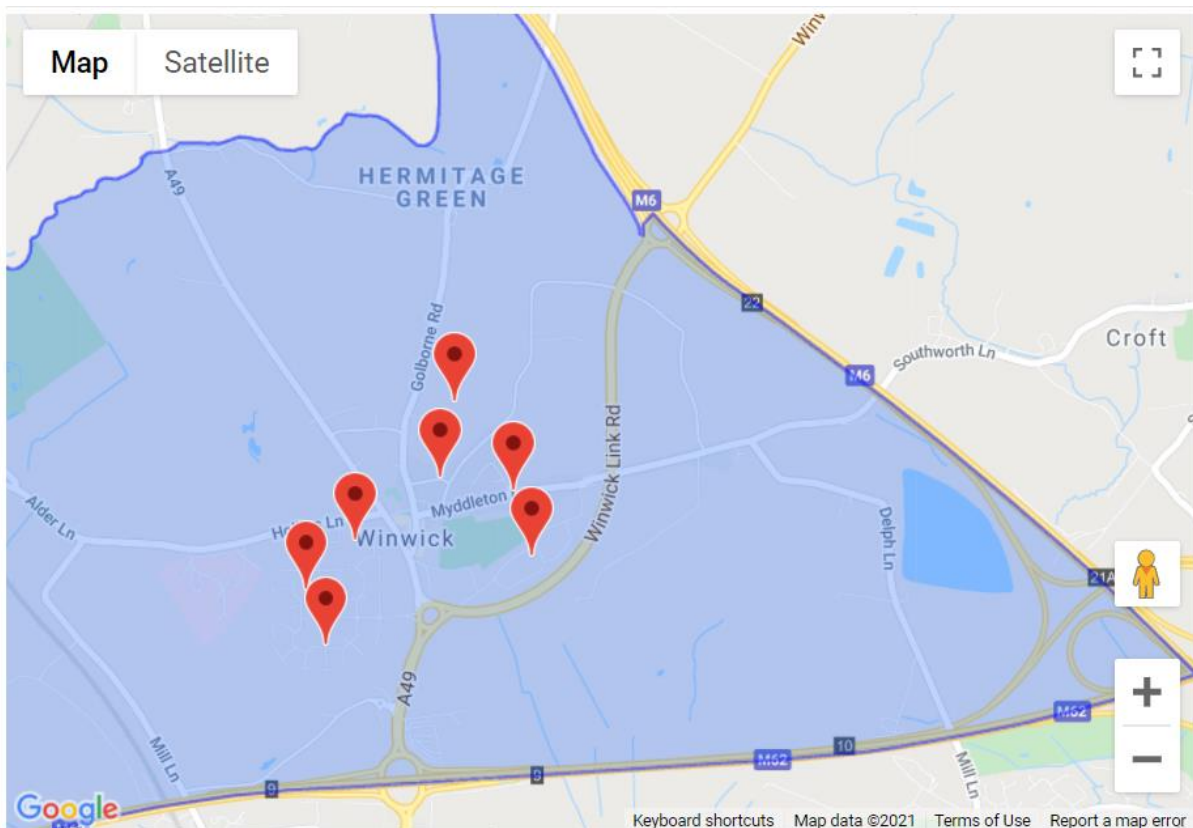 Map
Satellite
Winwi
HERMITAGE
GREEN
A49
M6
22
Golborne Rd
Southworth Ln
Croft
M6
Winwick Link Rd
Myddleton
Alder Ln
Winwick
Delph Ln
21A
A49
M62
Mill Ln
10
M62
9
9
Mill Ln
Google
Keyboard shortcuts
Map data ©2021
Terms of Use
Report a map error